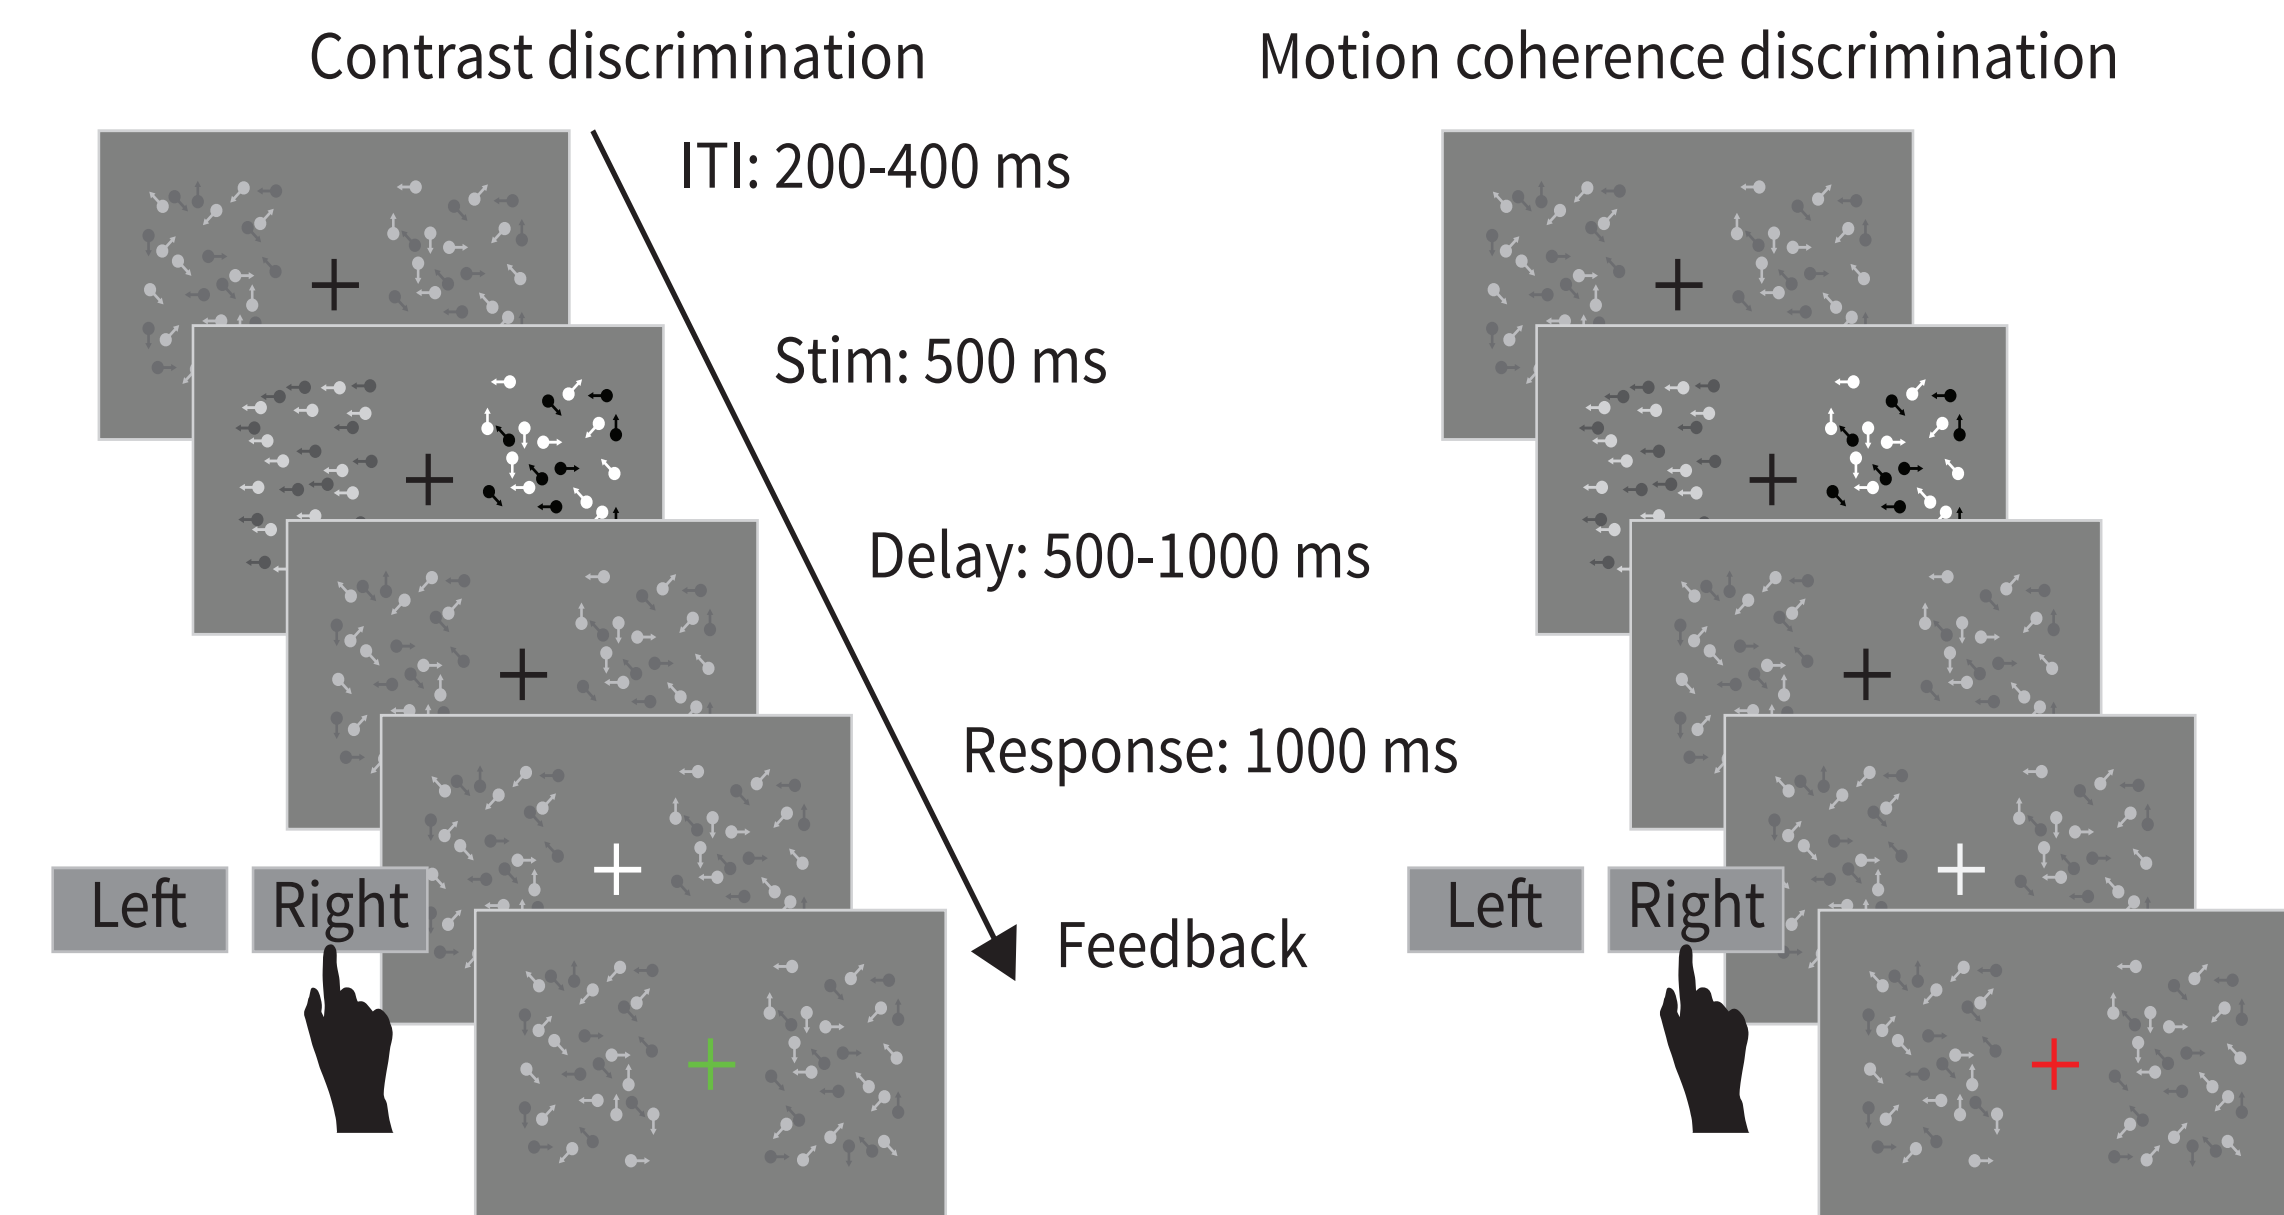 Contrast discrimination
Motion coherence discrimination
ITI: 200-400 ms
Stim: 500 ms
Delay: 500-1000 ms
Response: 1000 ms
Left
Right
Left
Right
Feedback